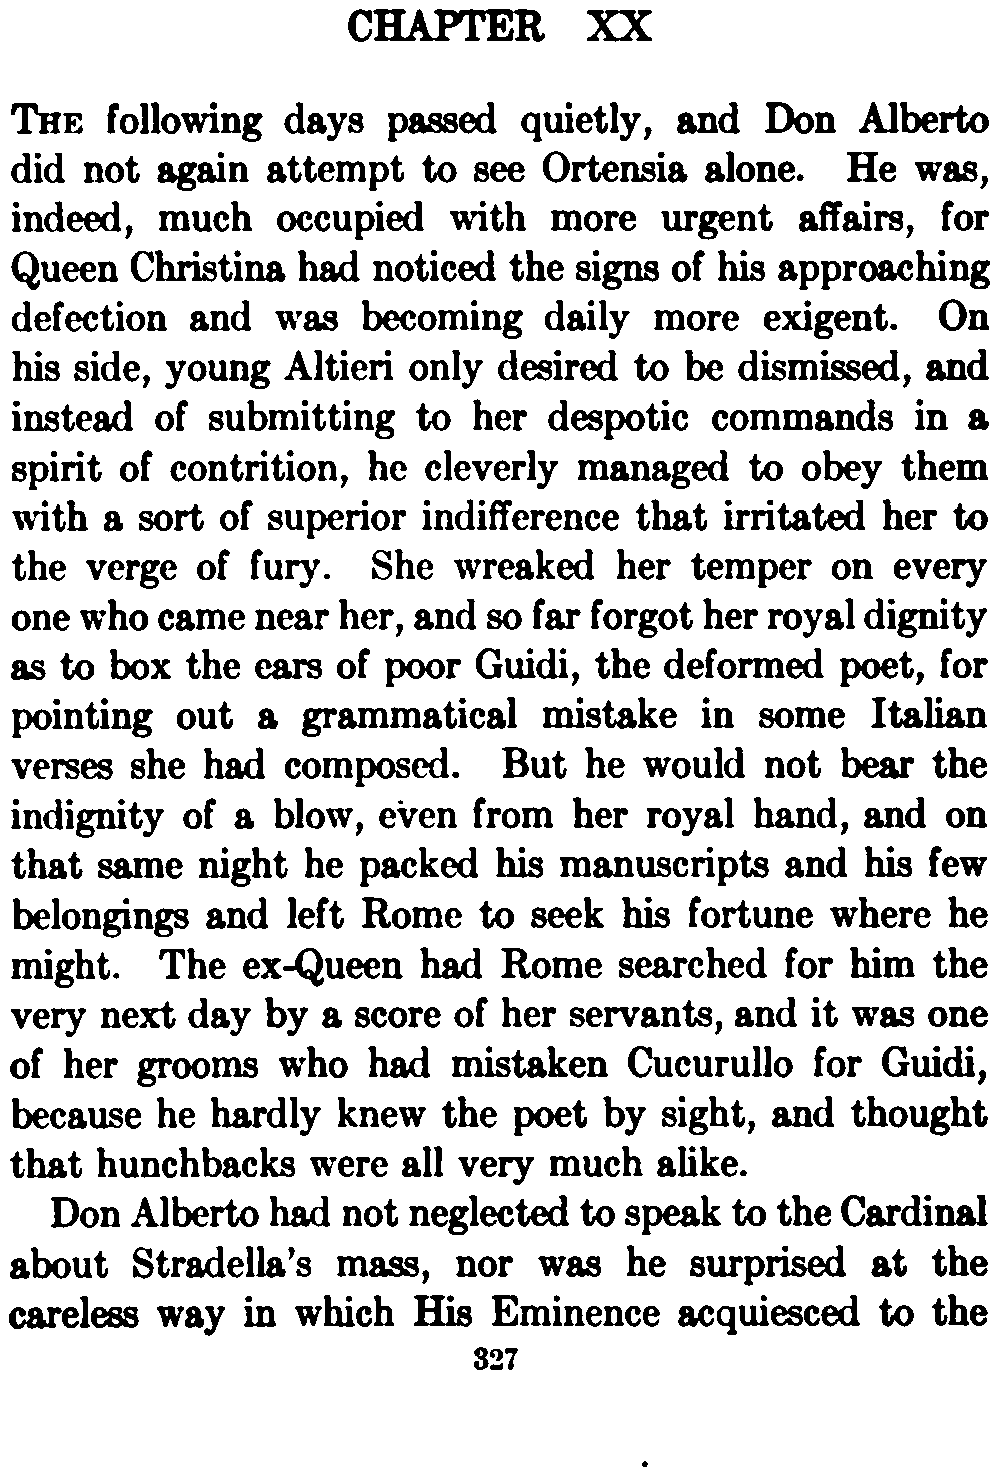 CHAPTER XX
THE following days passed quietly, and Don Alberto
did not again attempt to see Ortensia alone. He was,
indeed, much occupied with more urgent affairs, for
Queen Christina had noticed the signs of his approaching
defection and was becoming daily more exigent. On
his side, young Altieri only desired to be dismissed, and
instead of submitting to her despotic commands in a
spirit of contrition, he cleverly managed to obey them
with a sort of superior indifference that irritated her to
the verge of fury. She wreaked her temper on every
one who came near her, and so far forgot her royal dignity
as to box the ears of poor Guidi, the deformed poet, for
pointing out a grammatical mistake in some Italian
verses she had composed. But he would not bear the
indignity of a blow, even from her royal hand, and on
that same night he packed his manuscripts and his few
belongings and left Rome to seek his fortune where he
might. The ex-Queen had Rome searched for him the
very next day by a score of her servants, and it was one
of her grooms who had mistaken Cucurullo for Guidi,
because he hardly knew the poet by sight, and thought
that hunchbacks were all very much alike.
Don Alberto had not neglected to speak to the Cardinal
about Stradella's mass, nor was he surprised at the
careless way in which His Eminence acquiesced to the
327